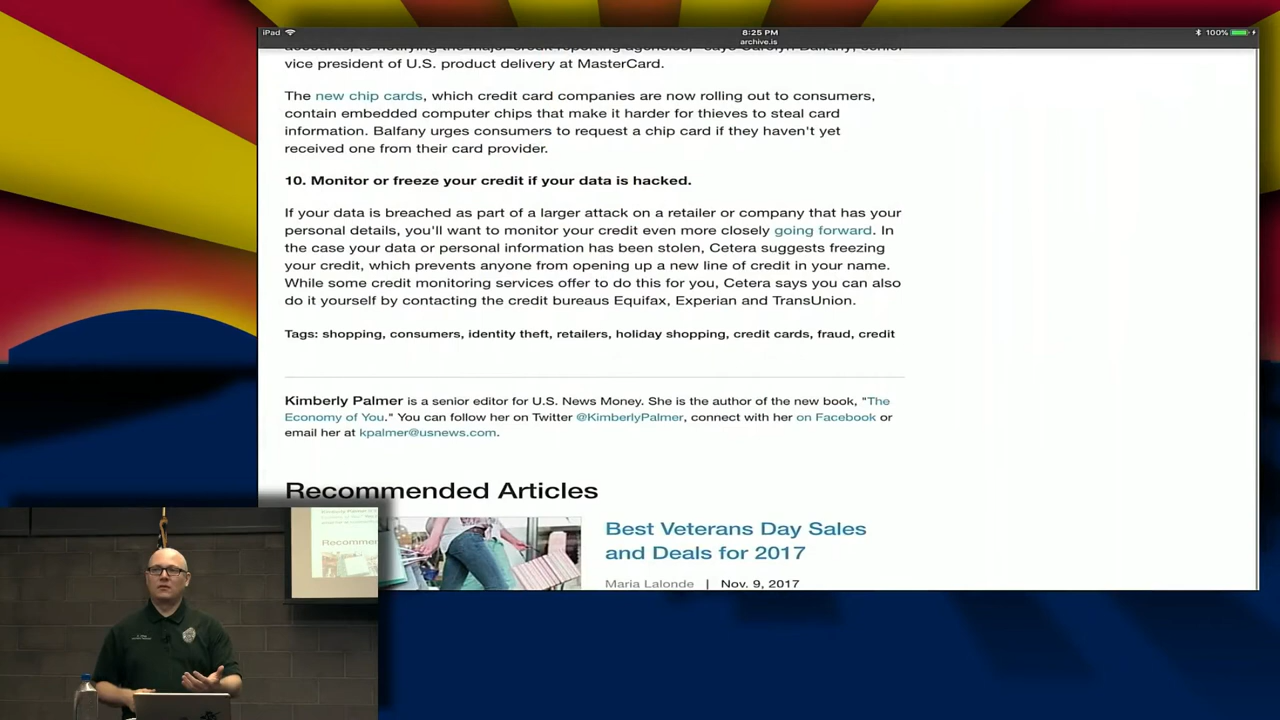 iPad
8:25 PM
archive.is
100%
accounts, to notifying the major credit reporting agencies," says Carolyn Balfany, senior
vice president of U.S. product delivery at MasterCard.
The new chip cards, which credit card companies are now rolling out to consumers,
contain embedded computer chips that make it harder for thieves to steal card
information. Balfany urges consumers to request a chip card if they haven't yet
received one from their card provider.
10. Monitor or freeze your credit if your data is hacked.
If your data is breached as part of a larger attack on a retailer or company that has your
personal details, you'll want to monitor your credit even more closely going forward. In
the case your data or personal information has been stolen, Cetera suggests freezing
your credit, which prevents anyone from opening up a new line of credit in your name.
While some credit monitoring services offer to do this for you, Cetera says you can also
do it yourself by contacting the credit bureaus Equifax, Experian and TransUnion.
Tags: shopping, consumers, identity theft, retailers, holiday shopping, credit cards, fraud, credit
Kimberly Palmer is a senior editor for U.S. News Money. She is the author of the new book, "The
Economy of You." You can follow her on Twitter @KimberlyPalmer, connect with her on Facebook or
email her at kpalmer@usnews.com.
Recommended Articles
Best Veterans Day Sales
and Deals for 2017
Maria Lalonde | Nov. 9, 2017